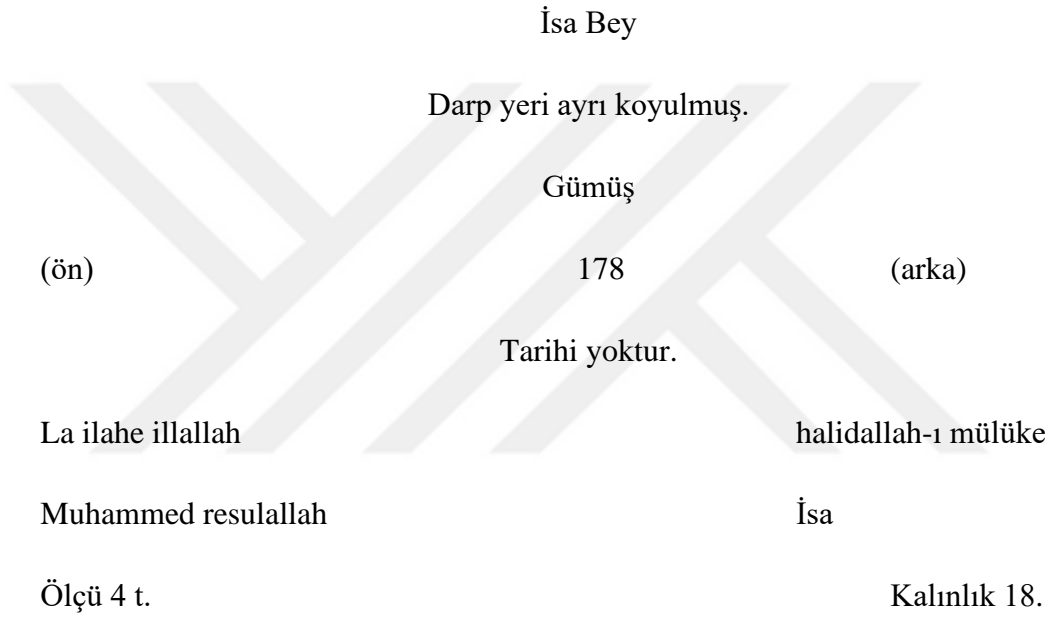 İsa Bey
Darp yeri ayrı koyulmuş.
Gümüş
(ön) 178 (arka)
Tarihi yoktur.
La ilahe illallah halidallah-ı mülüke
Muhammed resulallah İsa
Ölçü 4 t. Kalınlık 18.